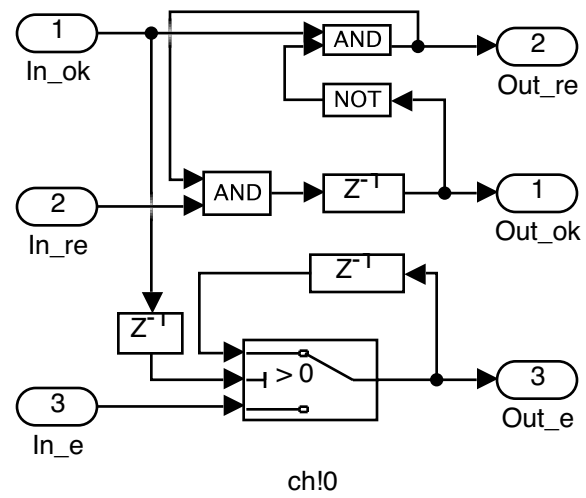 1
In_ok
AND
2
Out_re
NOT
2
In_re
AND
Z-1
1
Out_ok
Z-1
Z-1
> 0
3
In_e
3
Out_e
ch!0